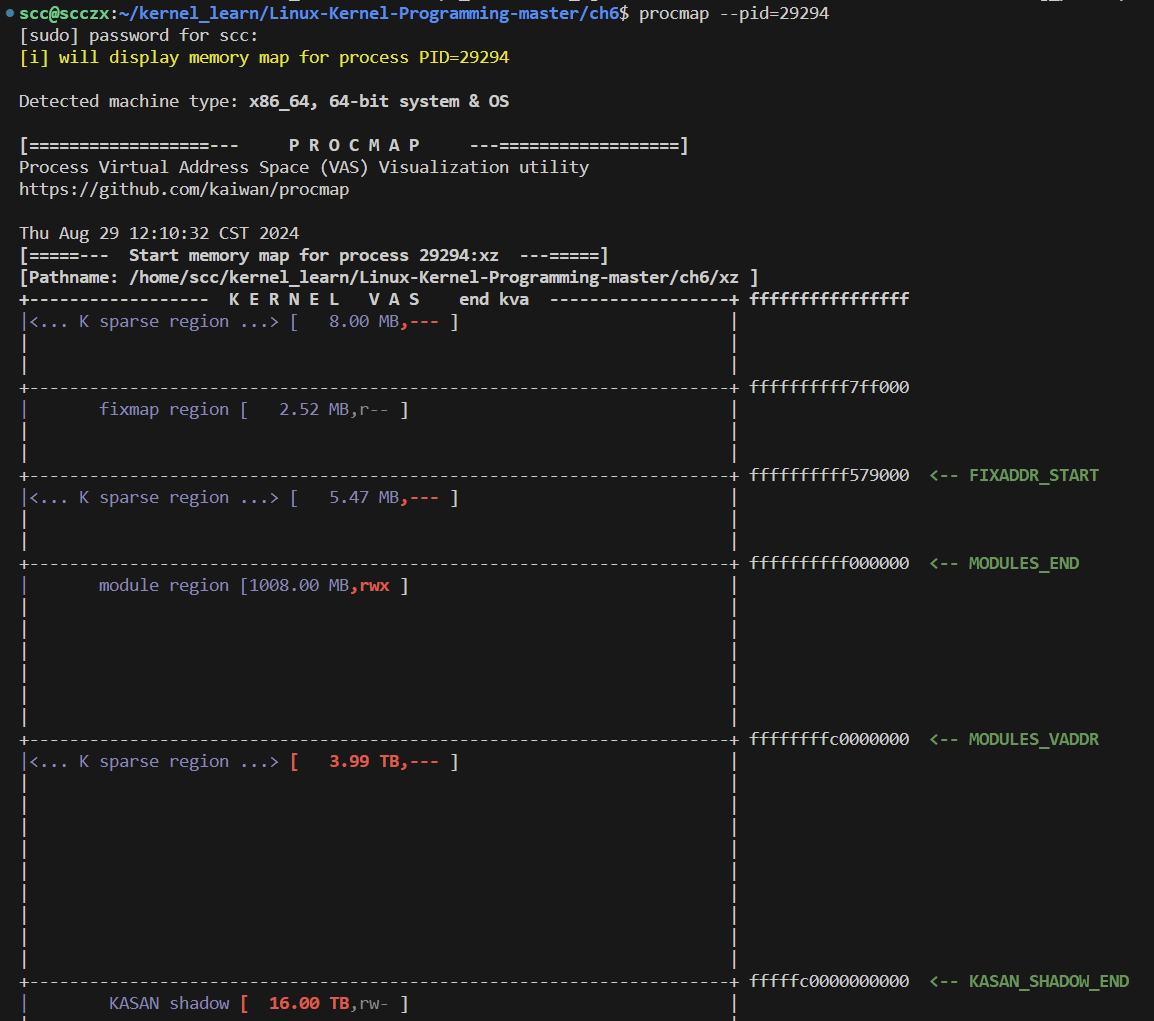 scc@scczx:~/kernel_learn/Linux-Kernel-Programming-master/ch6$ procmap --pid=29294
[sudo] password for scc:
[i] will display memory map for process PID=29294
Detected machine type: x86_64, 64-bit system & OS
[==================---     P R O C M A P     ---==================]
Process Virtual Address Space (VAS) Visualization utility
https://github.com/kaiwan/procmap
Thu Aug 29 12:10:32 CST 2024
[=====---  Start memory map for process 29294:xz  ---=====]
[Pathname: /home/scc/kernel_learn/Linux-Kernel-Programming-master/ch6/xz ]
+------------------  K E R N E L   V A S    end kva  ------------------+ ffffffffffffffff
|<... K sparse region ...> [   8.00 MB,--- ]                           |
|                                                                      |
|                                                                      |
+----------------------------------------------------------------------+ ffffffffff7ff000
|       fixmap region [   2.52 MB,r-- ]                                |
|                                                                      |
|                                                                      |
+----------------------------------------------------------------------+ ffffffffff579000  <-- FIXADDR_START
|<... K sparse region ...> [   5.47 MB,--- ]                           |
|                                                                      |
|                                                                      |
+----------------------------------------------------------------------+ ffffffffff000000  <-- MODULES_END
|       module region [1008.00 MB,rwx ]                                |
|                                                                      |
|                                                                      |
|                                                                      |
|                                                                      |
|                                                                      |
|                                                                      |
+----------------------------------------------------------------------+ ffffffffc0000000  <-- MODULES_VADDR
|<... K sparse region ...> [   3.99 TB,--- ]                           |
|                                                                      |
|                                                                      |
|                                                                      |
|                                                                      |
|                                                                      |
|                                                                      |
|                                                                      |
|                                                                      |
|                                                                      |
+----------------------------------------------------------------------+ fffffc0000000000  <-- KASAN_SHADOW_END
|        KASAN shadow [  16.00 TB,rw- ]                                |